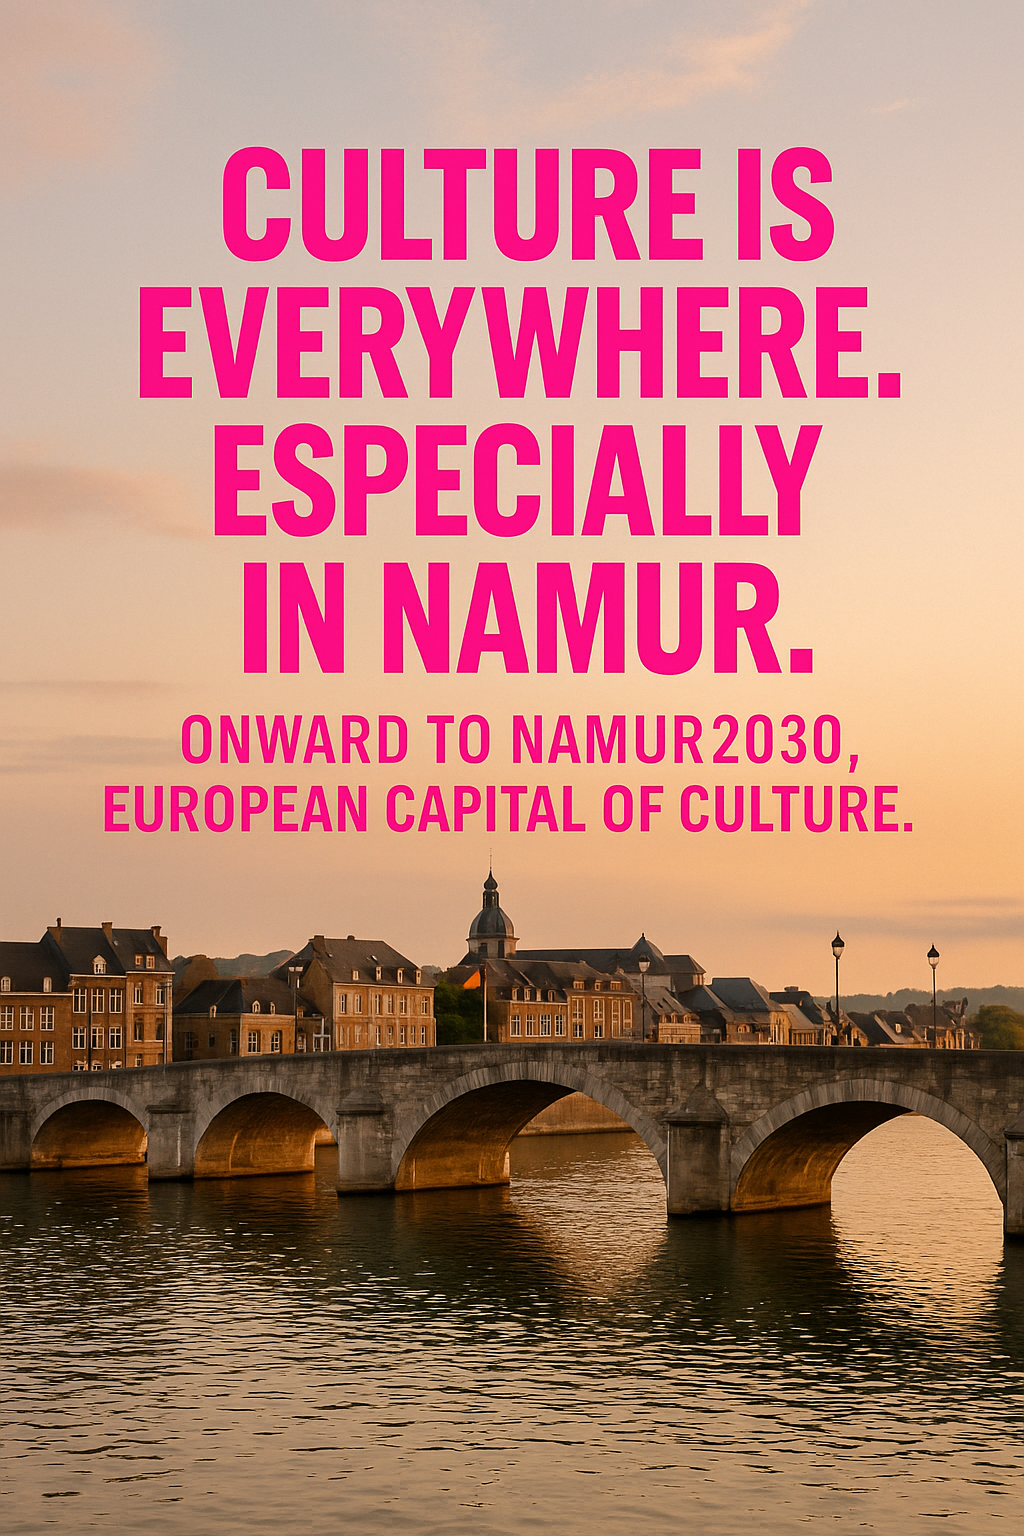 CULTURE IS
EVERYWHERE.
ESPECIALLY
IN NAMUR.
ONWARD TO NAMUR2030,
EUROPEAN CAPITAL OF CULTURE.